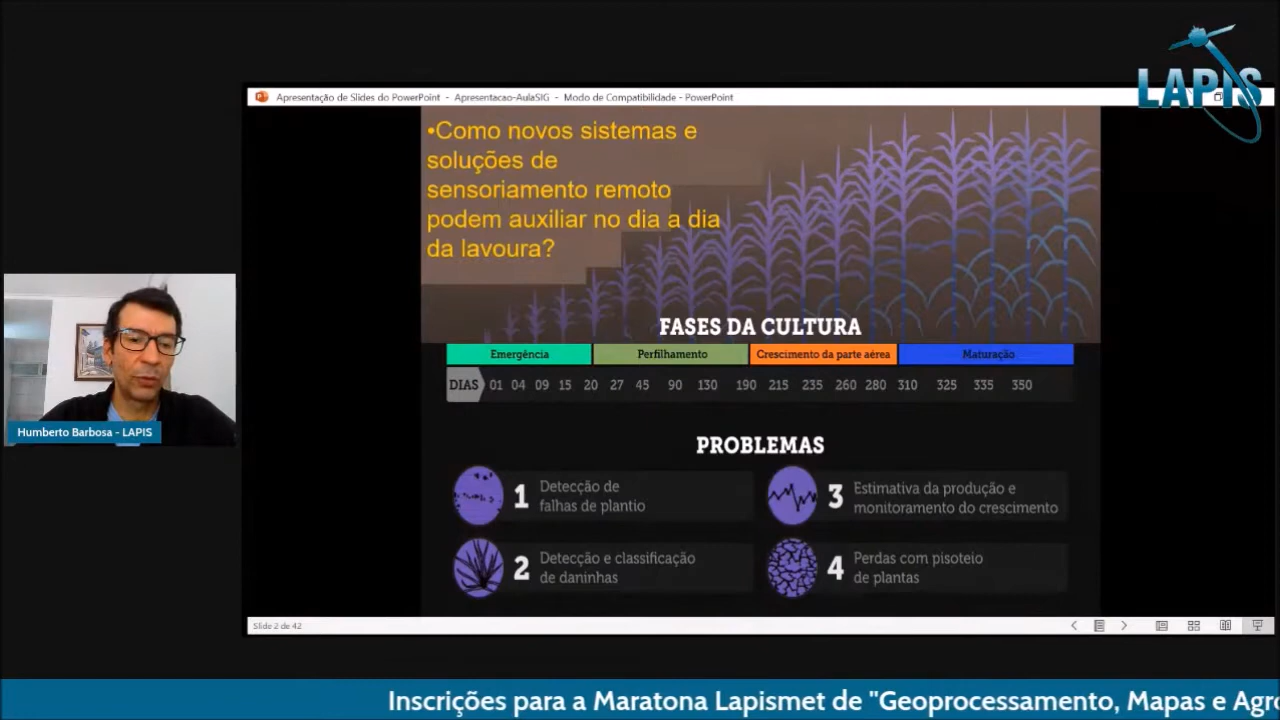 LAPIS
Apresentação de Slides do PowerPoint - Apresentacao-AulaSIG - Modo de Compatibilidade - PowerPoint
•Como novos sistemas e
soluções de
sensoriamento remoto
podem auxiliar no dia a dia
da lavoura?
FASES DA CULTURA
Emergência Perfilhamento Crescimento da parte aérea Maturação
DIAS 01 04 09 15 20 27 45 90 130 190 215 235 260 280 310 325 335 350
PROBLEMAS
1 Detecção de
falhas de plantio
2 Detecção e classificação
de daninhas
3 Estimativa da produção e
monitoramento do crescimento
4 Perdas com pisoteio
de plantas
Humberto Barbosa - LAPIS
Slide 2 de 42
Inscrições para a Maratona Lapismet de "Geoprocessamento, Mapas e Agro